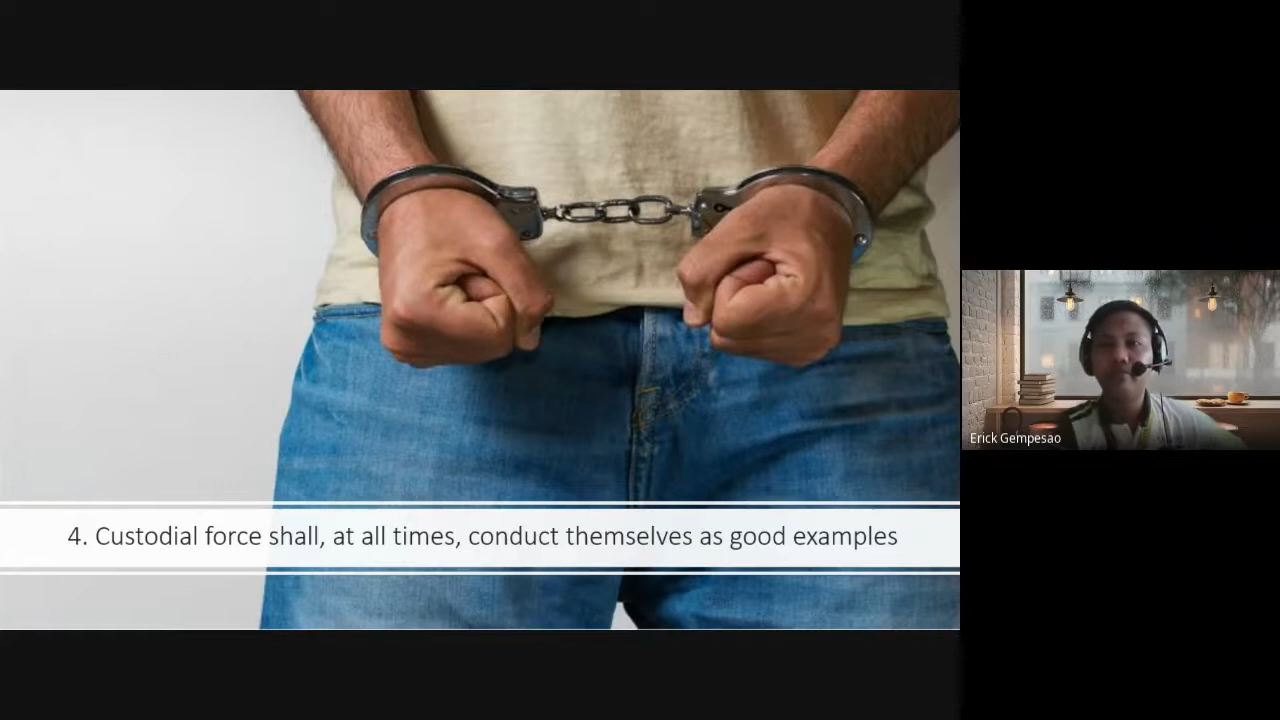 4. Custodial force shall, at all times, conduct themselves as good examples
Erick Gempesao